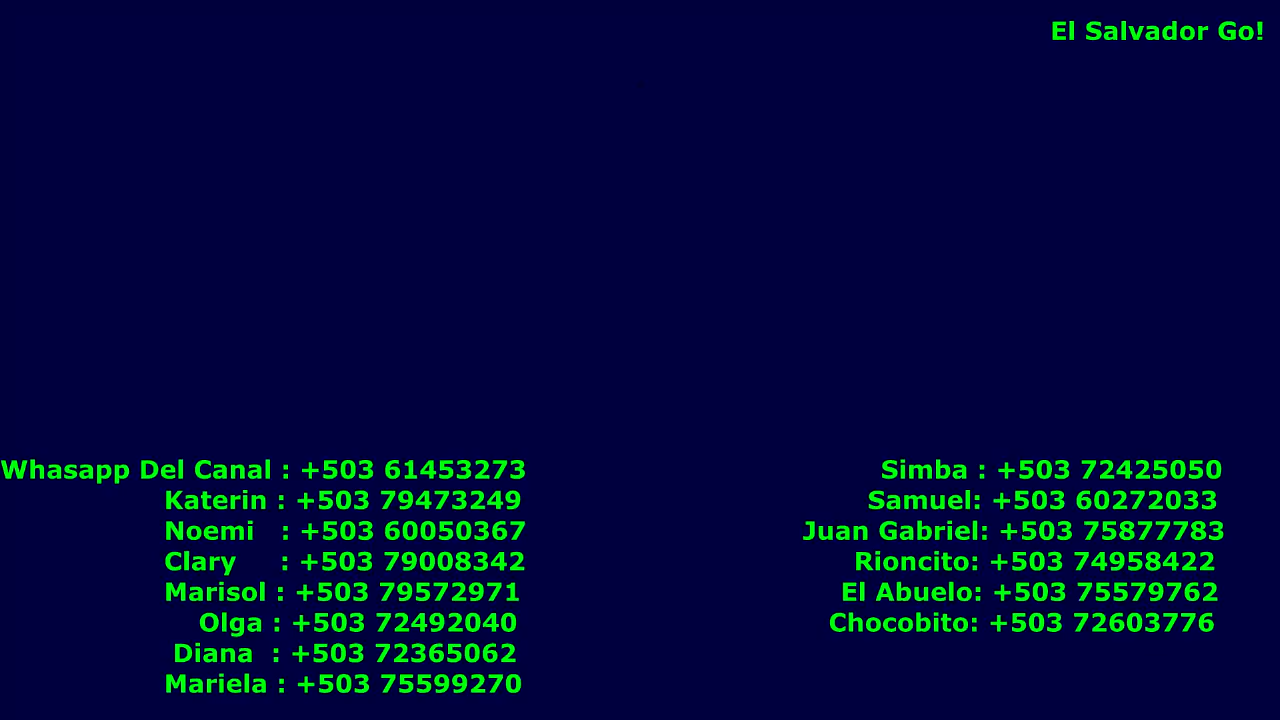 El Salvador Go!
Whasapp Del Canal : +503 61453273
Katerin : +503 79473249
Noemi : +503 60050367
Clary : +503 79008342
Marisol : +503 79572971
Olga : +503 72492040
Diana : +503 72365062
Mariela : +503 75599270
Simba : +503 72425050
Samuel: +503 60272033
Juan Gabriel: +503 75877783
Rioncito: +503 74958422
El Abuelo: +503 75579762
Chocobito: +503 72603776